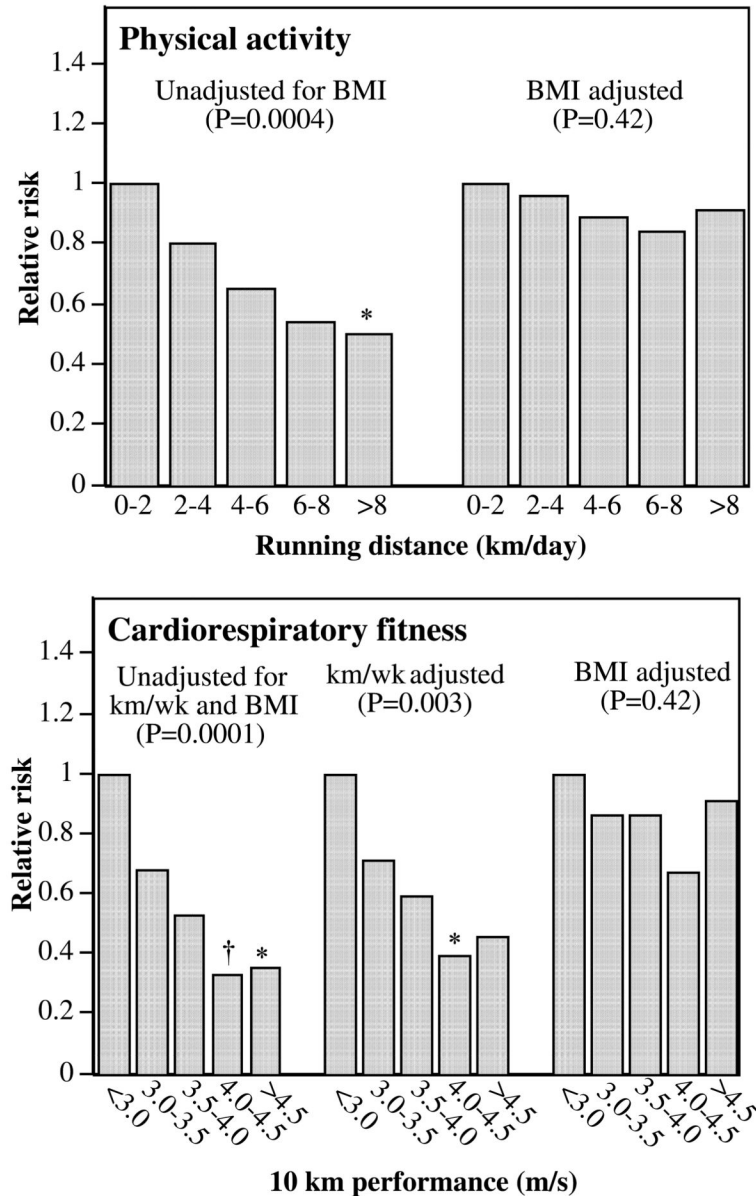 Physical activity
Unadjusted for BMI
(P=0.0004)
BMI adjusted
(P=0.42)
Relative risk
1.4
1.2
1
0.8
0.6
0.4
0.2
0
*
0-2 2-4 4-6 6-8 >8 0-2 2-4 4-6 6-8 >8
Running distance (km/day)
Cardiorespiratory fitness
Unadjusted for
km/wk and BMI
(P=0.0001)
km/wk adjusted
(P=0.003)
BMI adjusted
(P=0.42)
Relative risk
1.4
1.2
1
0.8
0.6
0.4
0.2
0
† * *
<3.0 3.0-3.5 3.5-4.0 4.0-4.5 >4.5 <3.0 3.0-3.5 3.5-4.0 4.0-4.5 >4.5 <3.0 3.0-3.5 3.5-4.0 4.0-4.5 >4.5
10 km performance (m/s)